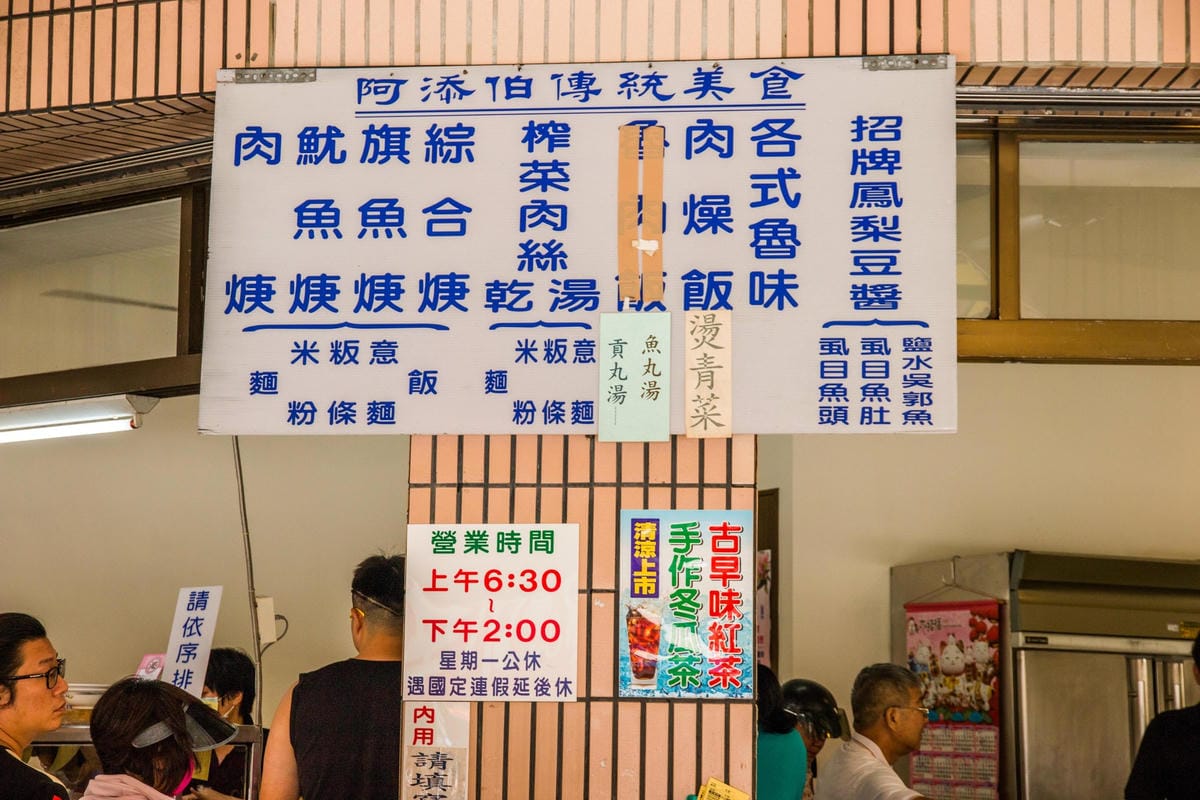 阿添伯傳統美食
招牌鳳梨豆醬
鹽水吳郭魚
虱目魚肚
虱目魚頭
各式魯味
肉燥飯
魯肉飯
榨菜肉絲
湯
乾
意麵
粄條
米粉
麵
綜合焿
旗魚焿
魷魚焿
肉焿
飯
意麵
粄條
米粉
麵
燙青菜
魚丸湯
貢丸湯
營業時間
上午6:30
~
下午2:00
星期一公休
遇國定連假延後休
古早味紅茶
手作冬茶
清涼上市
請依序排
內用
請填